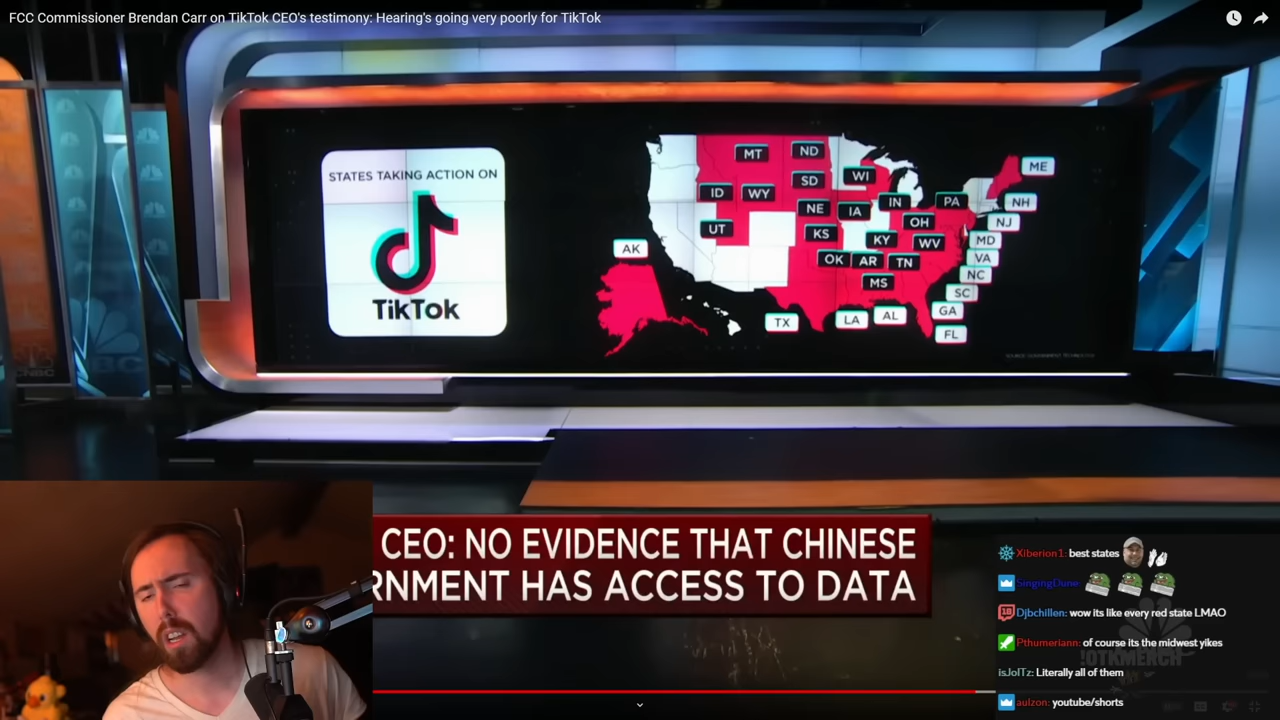 FCC Commissioner Brendan Carr on TikTok CEO's testimony: Hearing's going very poorly for TikTok
STATES TAKING ACTION ON
TikTok
MT
ND
ME
WI
SD
ID
WY
IN
PA
NH
NE
IA
OH
NJ
UT
KS
KY
WV
MD
AK
VA
OK
AR
TN
NC
MS
SC
GA
TX
LA
AL
FL
CEO: NO EVIDENCE THAT CHINESE
RNMENT HAS ACCESS TO DATA
Xiberion1: best states
SingingDune:
Djbchillen: wow its like every red state LMAO
Pthumeriann: of course its the midwest yikes
isJolTz: Literally all of them
aulzon: youtube/shorts
OTKMERCH
CNBC